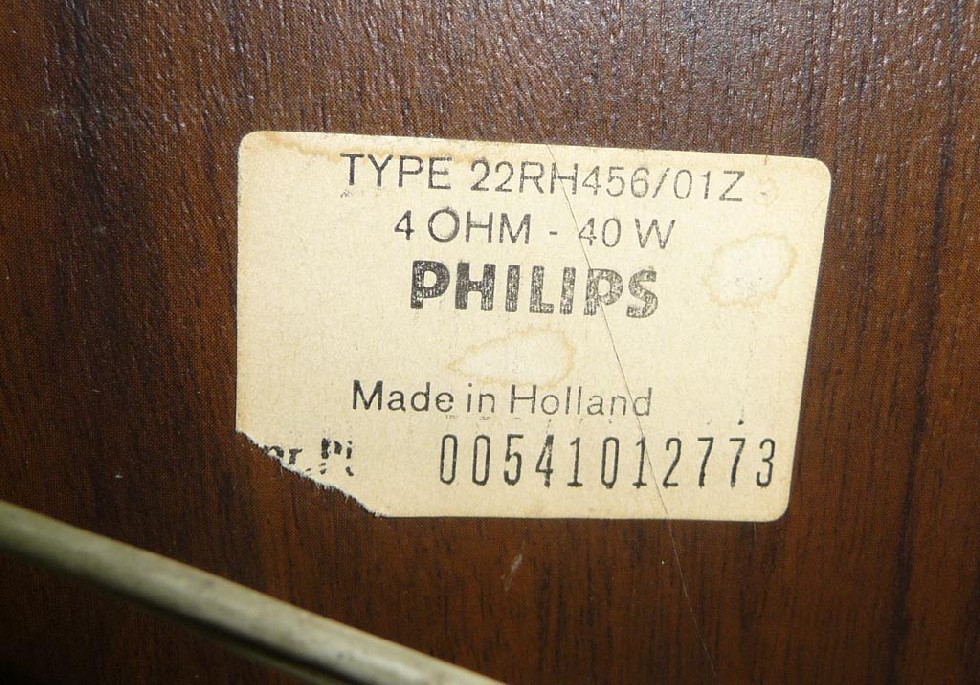 TYPE 22RH456/01Z
4 OHM - 40 W
PHILIPS
Made in Holland
00541012773